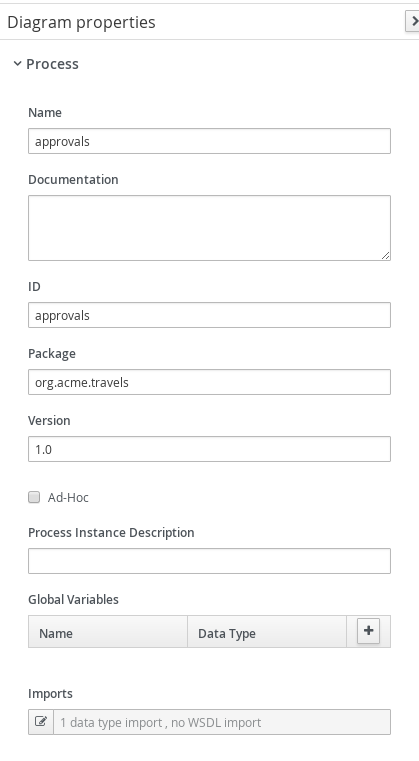 Diagram properties
Process
Name
approvals
Documentation
ID
approvals
Package
org.acme.travels
Version
1.0
Ad-Hoc
Process Instance Description
Global Variables
Name Data Type
Imports
1 data type import , no WSDL import